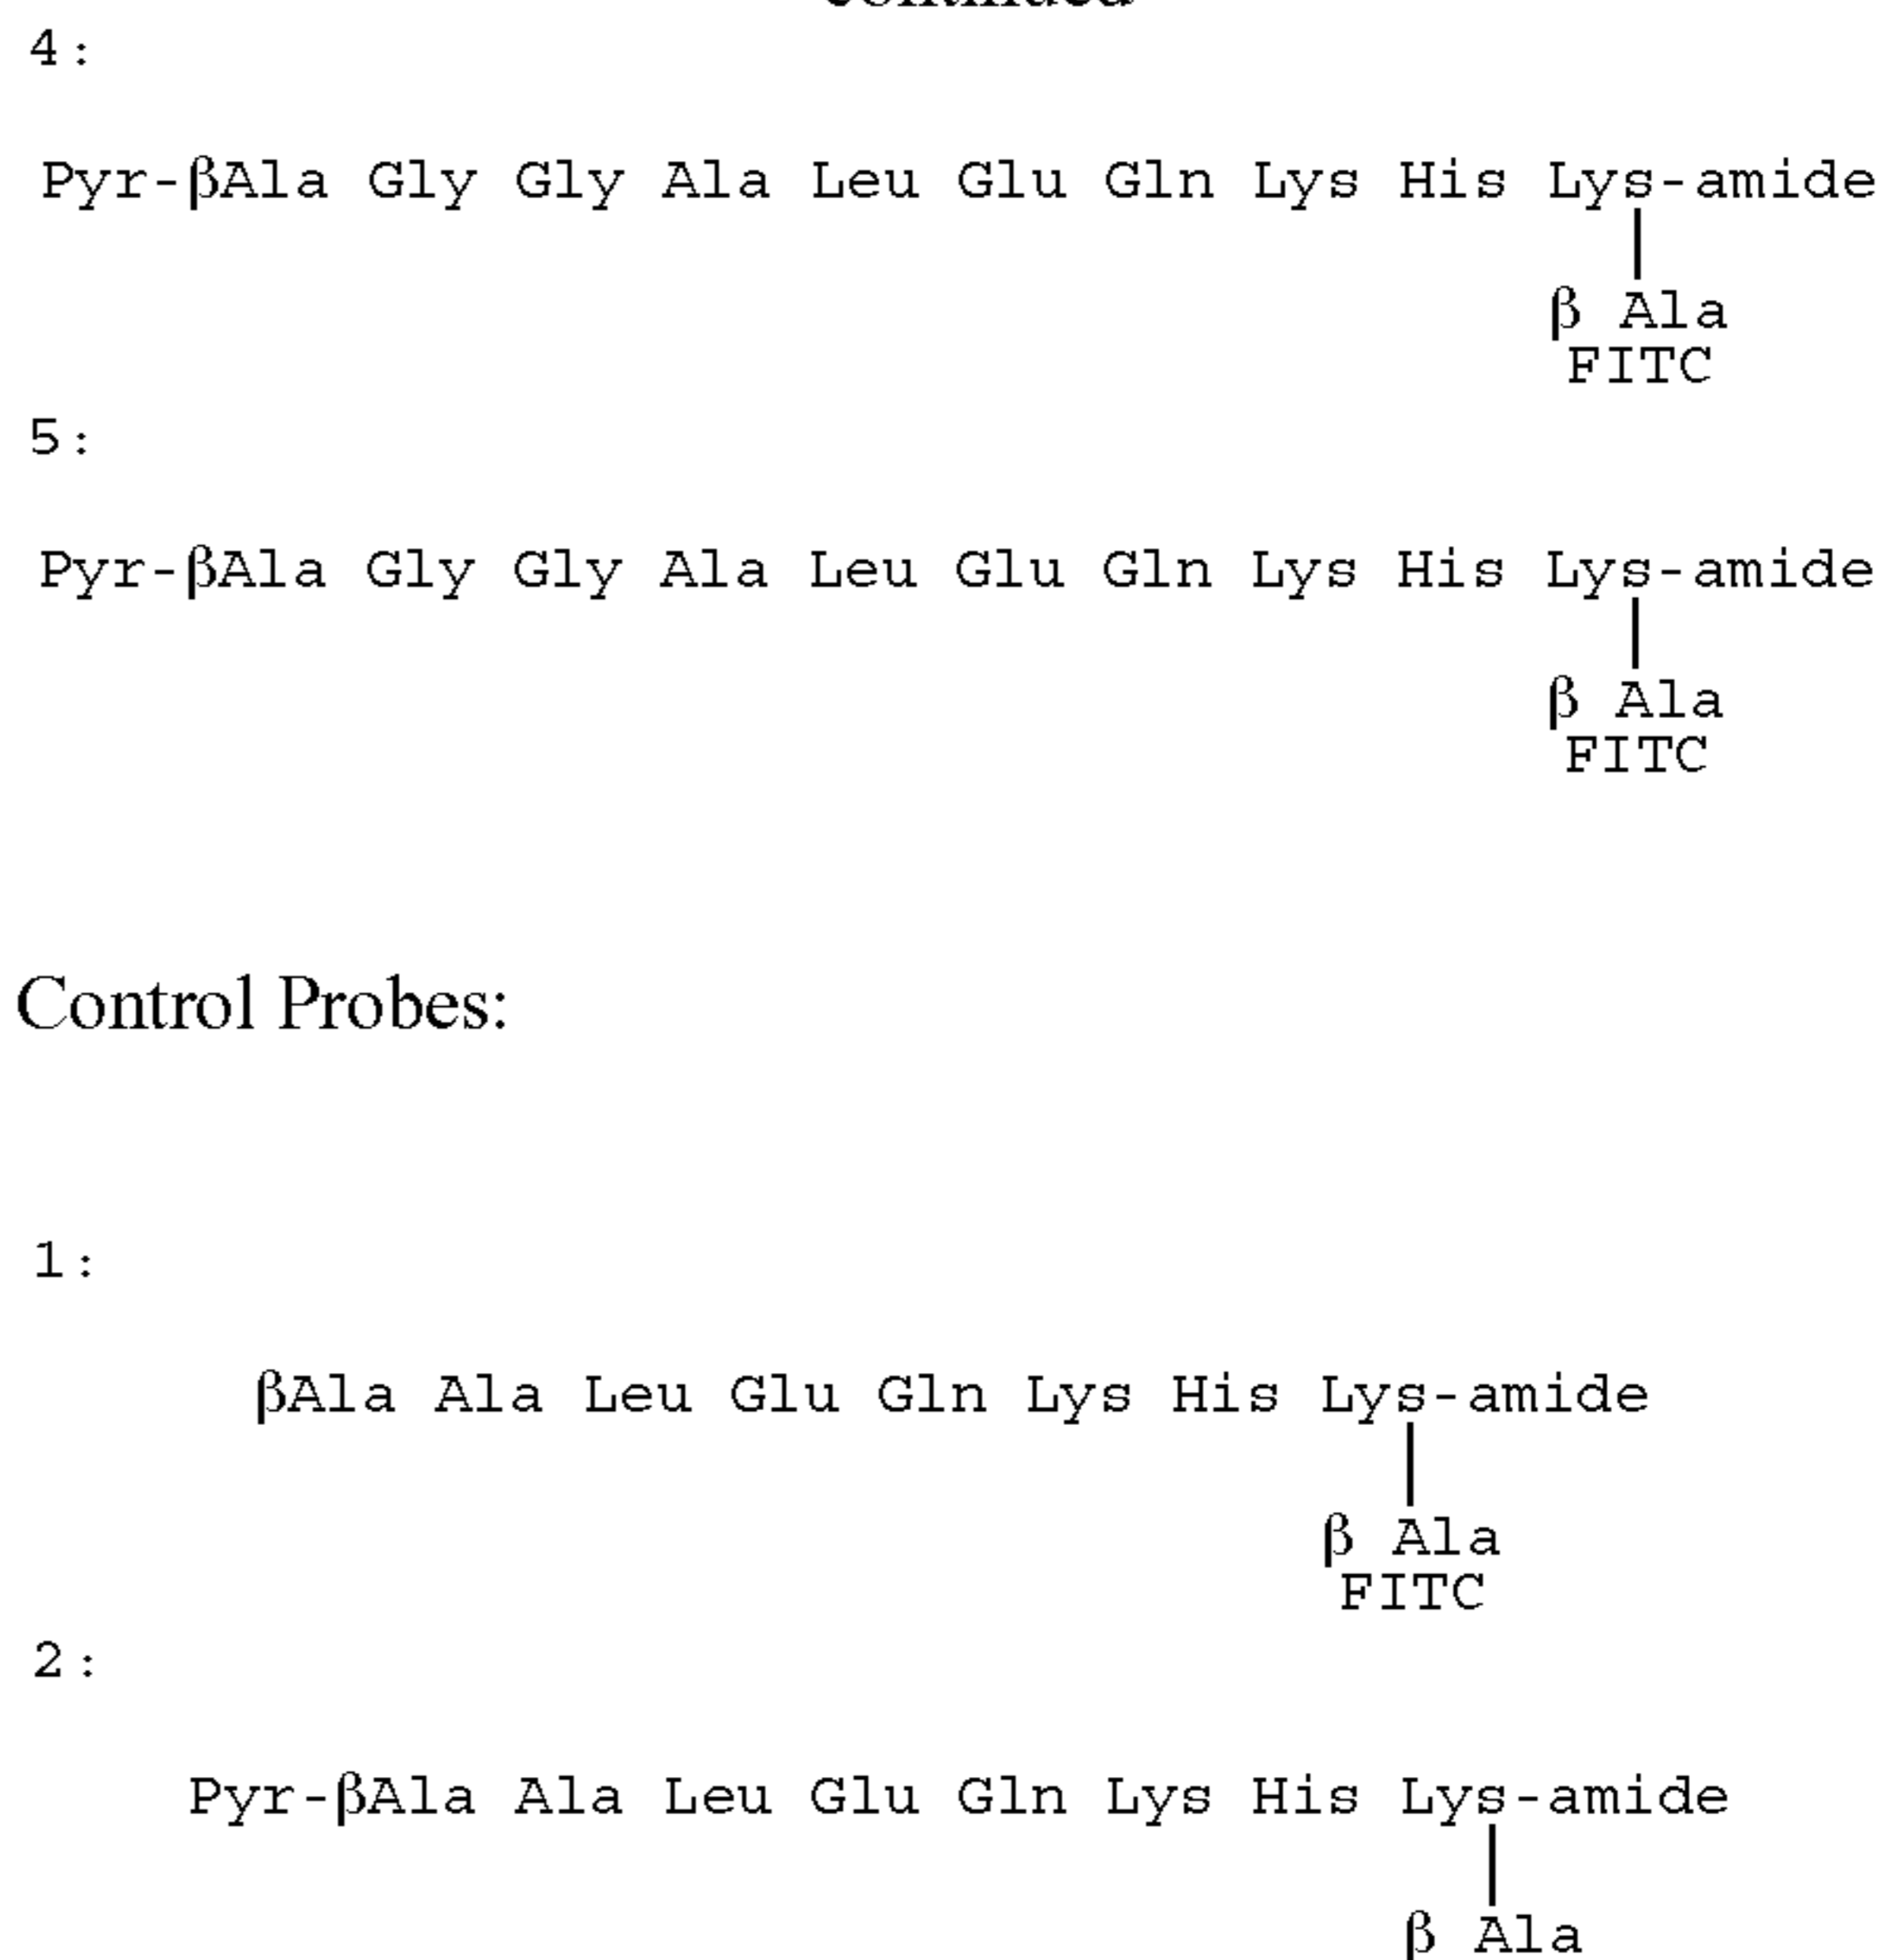 4:
Pyr-βAla Gly Gly Ala Leu Glu Gln Lys His Lys-amide
β Ala
FITC
5:
Pyr-βAla Gly Gly Ala Leu Glu Gln Lys His Lys-amide
β Ala
FITC
Control Probes:
1:
βAla Ala Leu Glu Gln Lys His Lys-amide
β Ala
FITC
2:
Pyr-βAla Ala Leu Glu Gln Lys His Lys-amide
β Ala